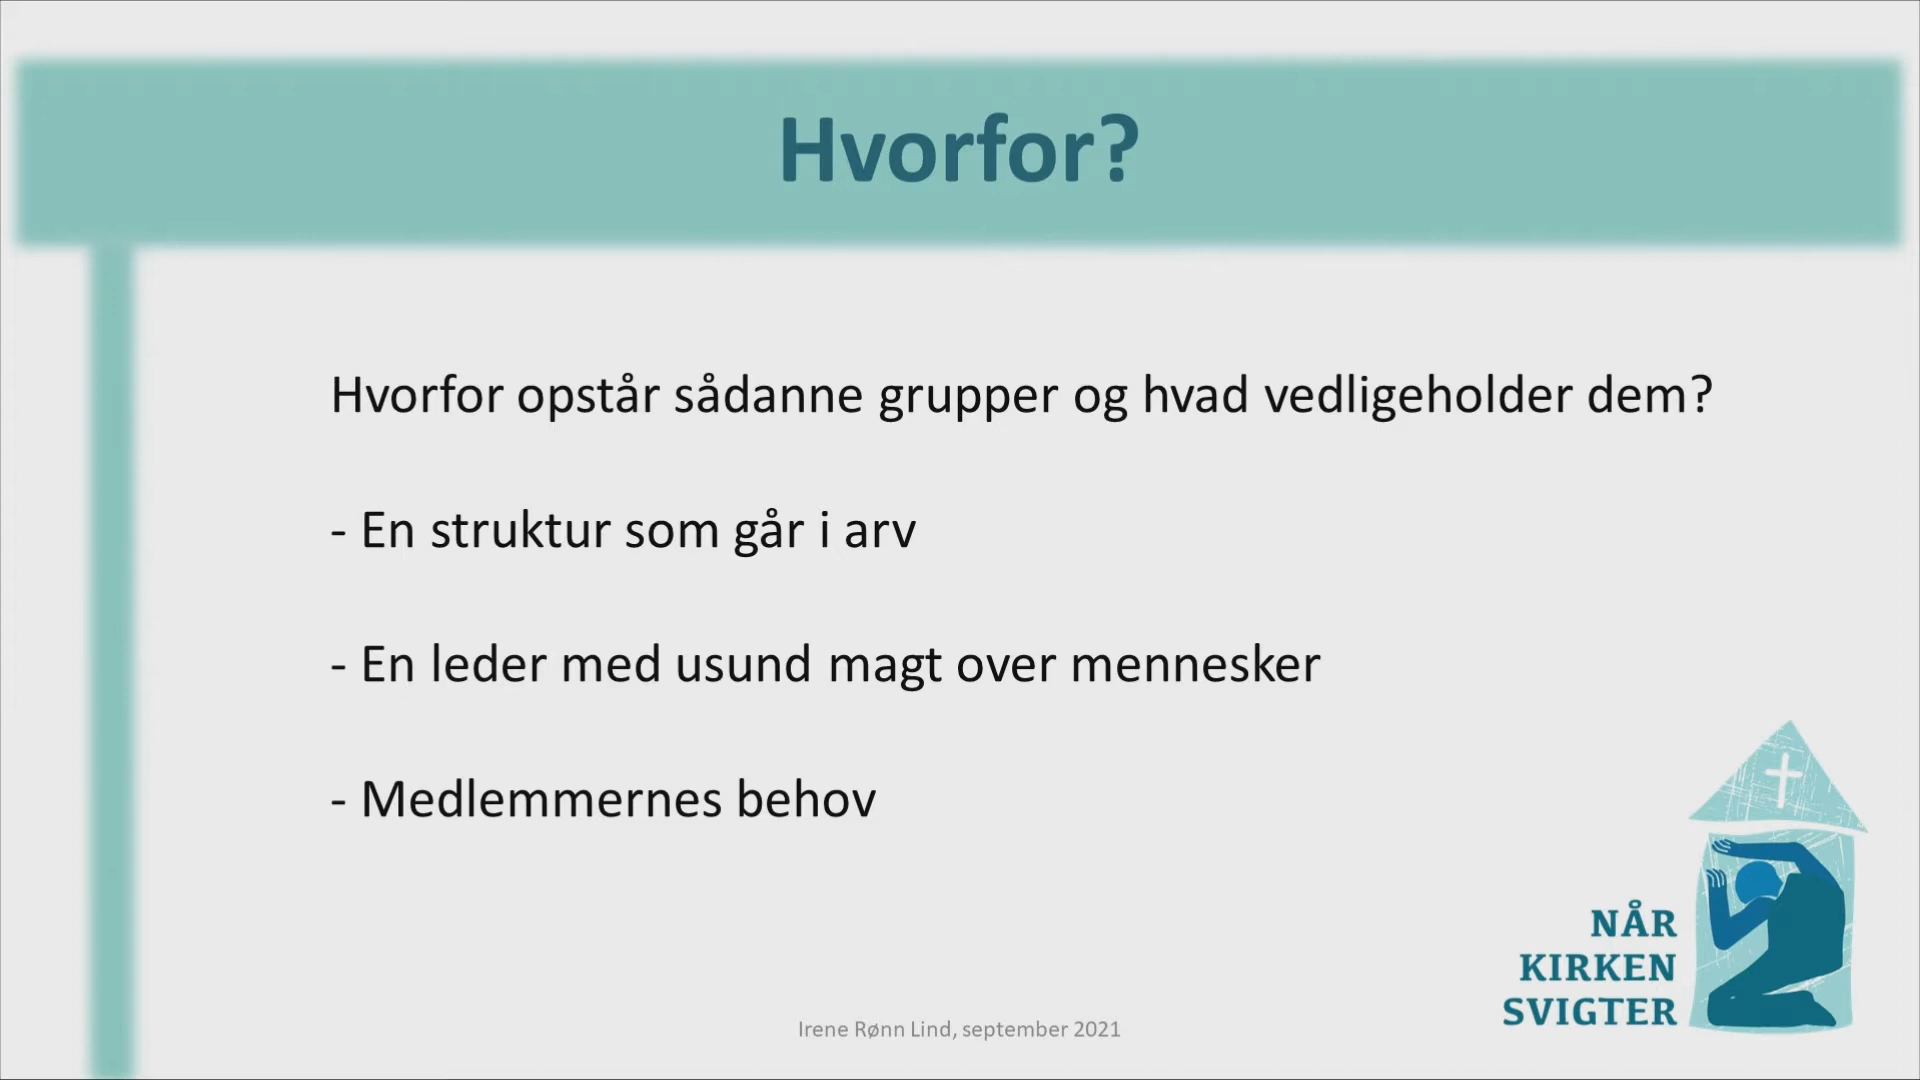 Hvorfor?
Hvorfor opstår sådanne grupper og hvad vedligeholder dem?
- En struktur som går i arv
- En leder med usund magt over mennesker
- Medlemmernes behov
NÅR
KIRKEN
SVIGTER
Irene Rønn Lind, september 2021